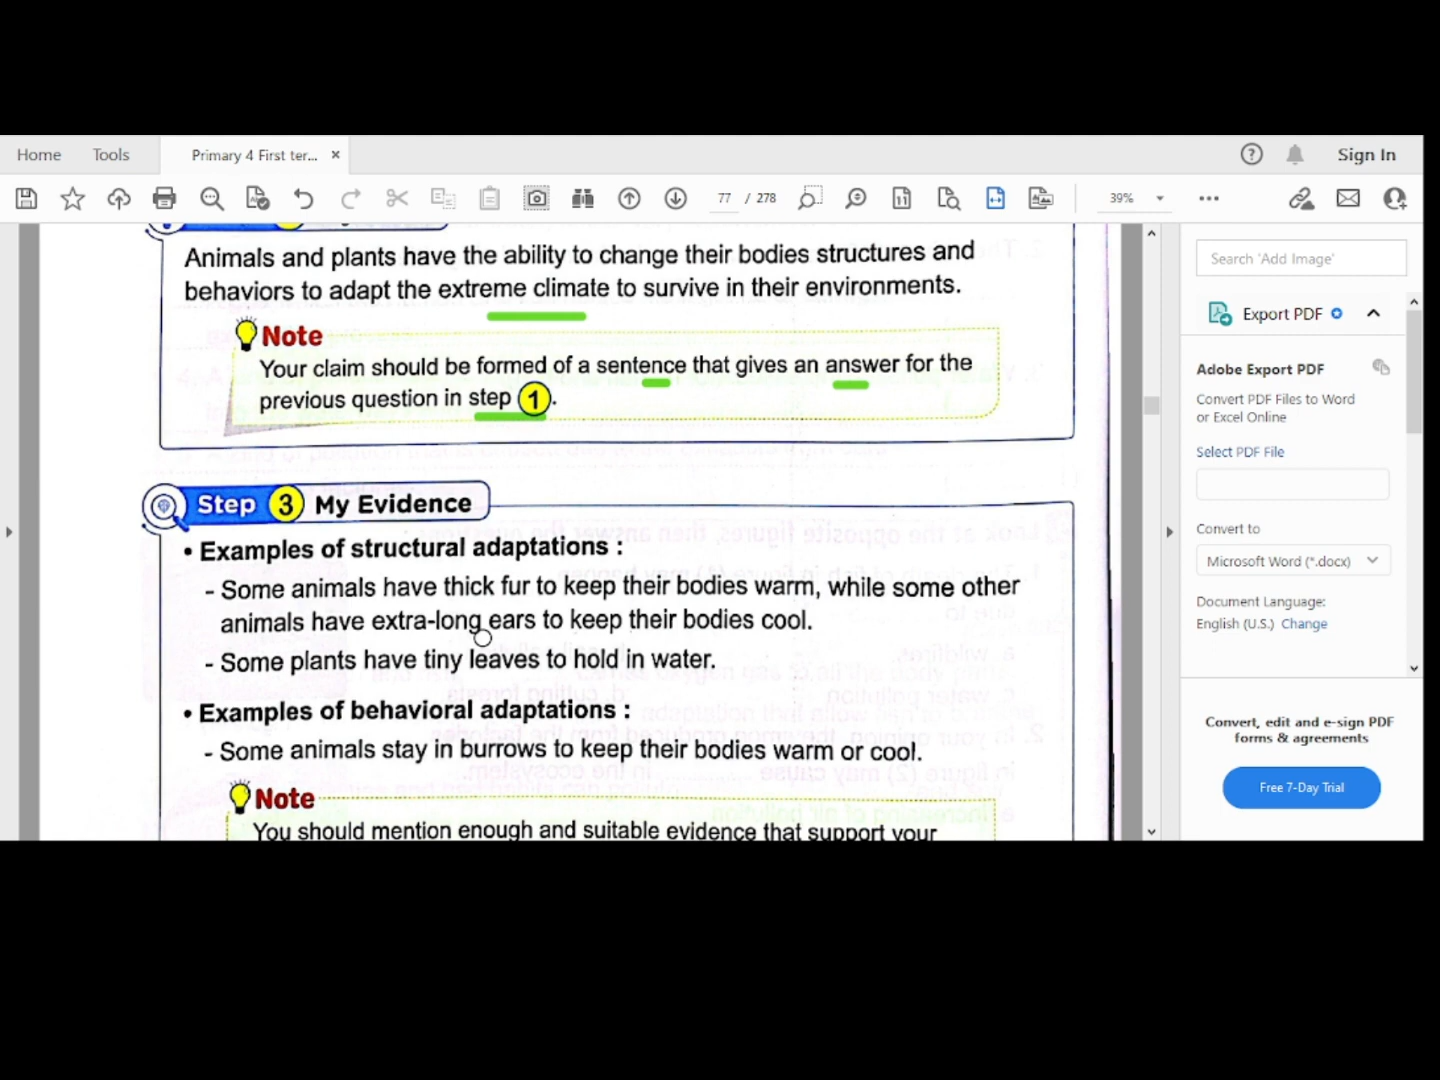 Home Tools Primary 4 First ter... × Sign In
77 / 278 39%
Animals and plants have the ability to change their bodies structures and
behaviors to adapt the extreme climate to survive in their environments.
Note
Your claim should be formed of a sentence that gives an answer for the
previous question in step 1.
Step 3 My Evidence
• Examples of structural adaptations :
- Some animals have thick fur to keep their bodies warm, while some other
animals have extra-long ears to keep their bodies cool.
- Some plants have tiny leaves to hold in water.
• Examples of behavioral adaptations :
- Some animals stay in burrows to keep their bodies warm or cool.
Note
You should mention enough and suitable evidence that support your
Search 'Add Image'
Export PDF
Adobe Export PDF
Convert PDF Files to Word
or Excel Online
Select PDF File
Convert to
Microsoft Word (*.docx)
Document Language:
English (U.S.) Change
Convert, edit and e-sign PDF
forms & agreements
Free 7-Day Trial